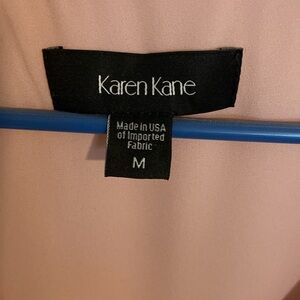 Karen Kane
Made in USA
of Imported
Fabric
M